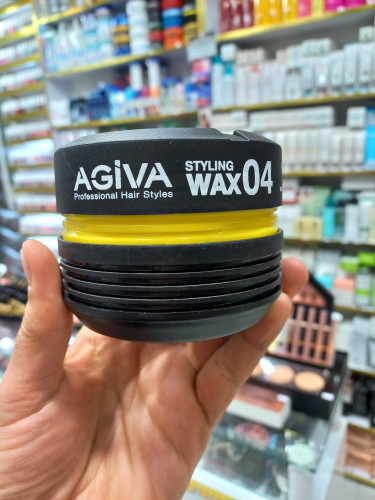 AGiVA
Professional Hair Styles
STYLING
WAX04